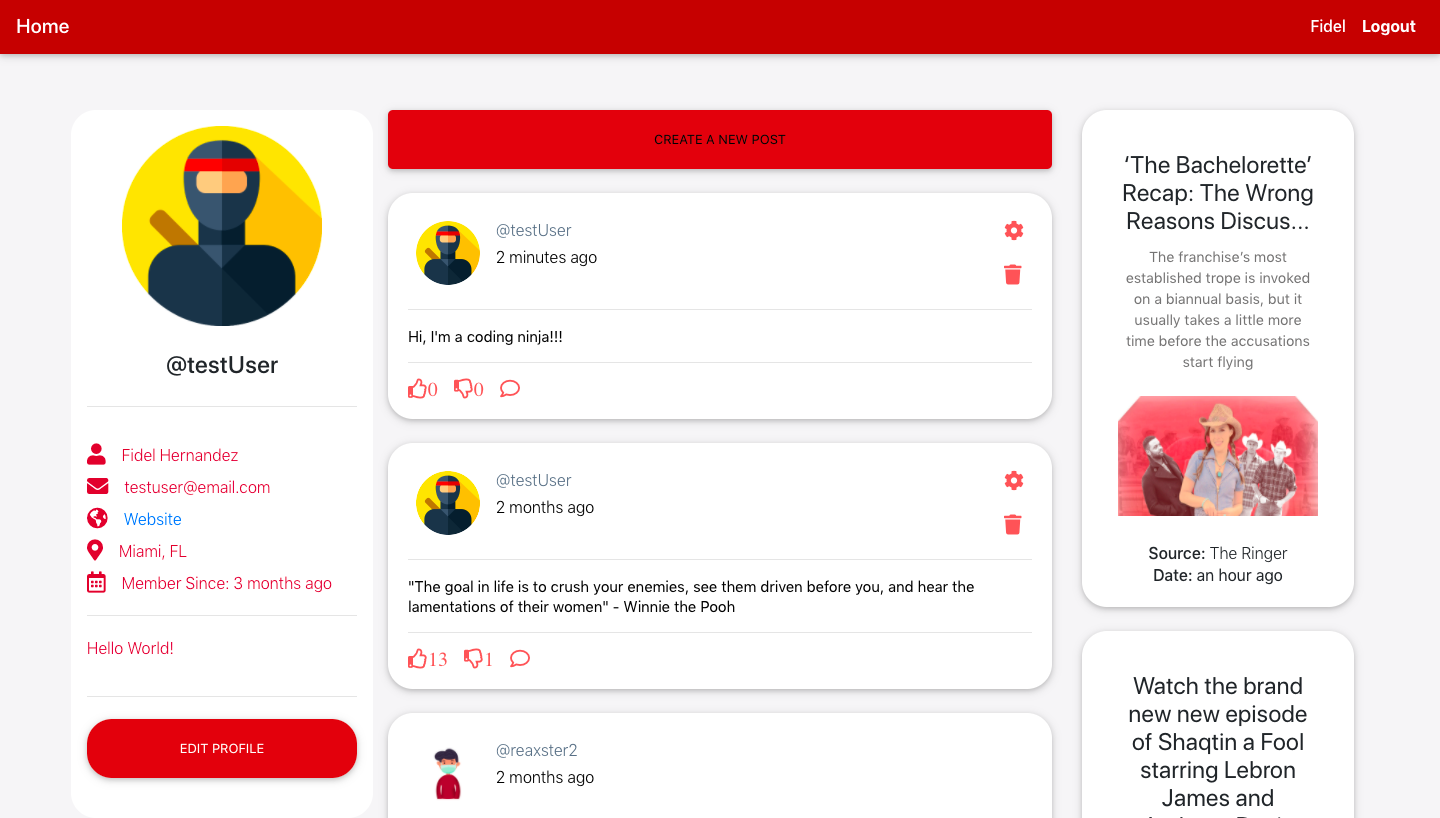 Home
Fidel Logout
@testUser
Fidel Hernandez
testuser@email.com
Website
Miami, FL
Member Since: 3 months ago
Hello World!
EDIT PROFILE
CREATE A NEW POST
@testUser
2 minutes ago
Hi, I'm a coding ninja!!!
0 0
@testUser
2 months ago
"The goal in life is to crush your enemies, see them driven before you, and hear the
lamentations of their women" - Winnie the Pooh
13 1
@reaxster2
2 months ago
‘The Bachelorette’
Recap: The Wrong
Reasons Discus...
The franchise’s most
established trope is invoked
on a biannual basis, but it
usually takes a little more
time before the accusations
start flying
Source: The Ringer
Date: an hour ago
Watch the brand
new new episode
of Shaqtin a Fool
starring Lebron
James and